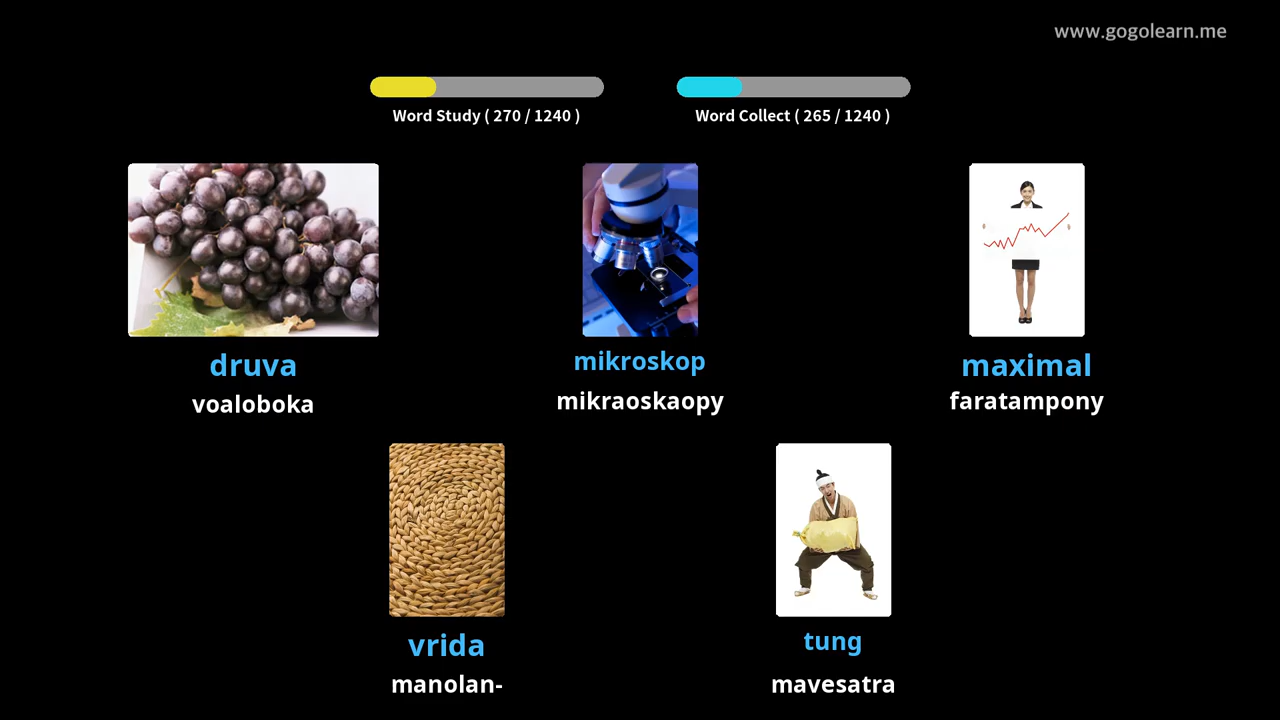 www.gogolearn.me
Word Study ( 270 / 1240 )
Word Collect ( 265 / 1240 )
druva
voaloboka
mikroskop
mikraoskaopy
maximal
faratampony
vrida
manolan-
tung
mavesatra